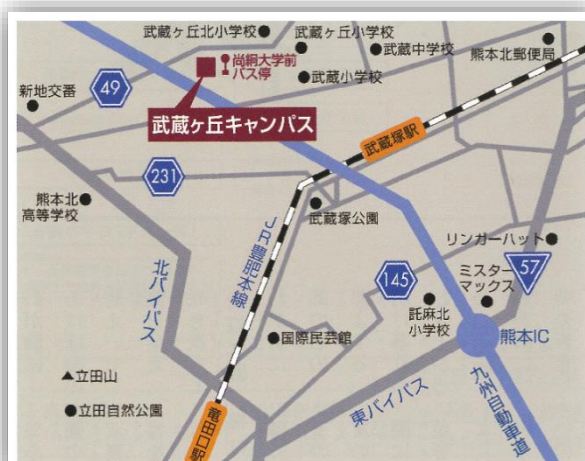 武蔵ヶ丘北小学校
武蔵ヶ丘小学校
武蔵中学校
熊本北郵便局
尚絅大学前
バス停
武蔵小学校
新地交番
49
武蔵ヶ丘キャンパス
武蔵塚駅
231
熊本北
高等学校
武蔵塚公園
JR豊肥本線
リンガーハット
57
北バイパス
145
ミスター
マックス
託麻北
小学校
国際民芸館
熊本IC
立田山
東バイパス
九州自動車道
立田自然公園
竜田口駅